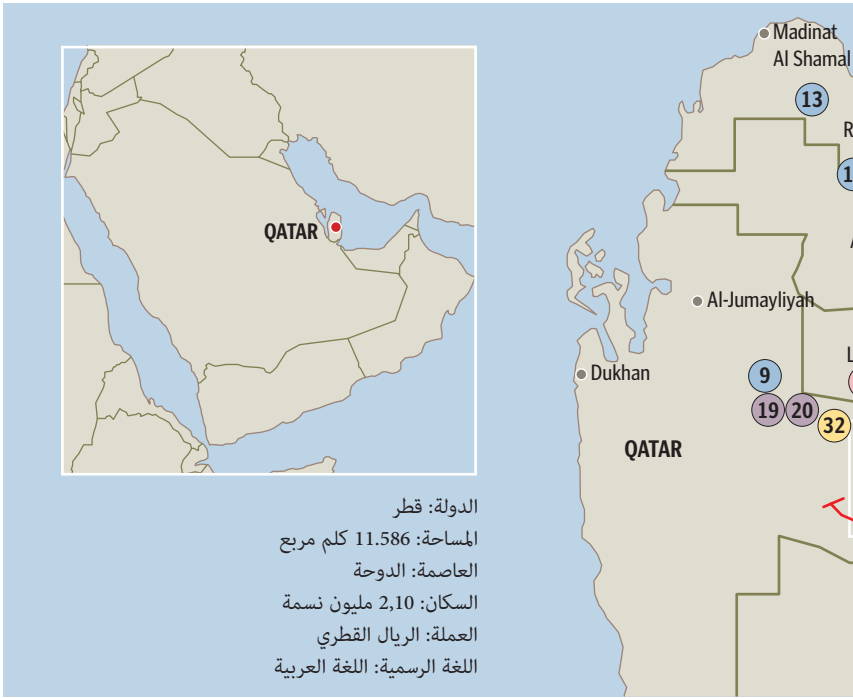 Madinat
Al Shamal
13
R
1
QATAR
A
Al-Jumayliyah
L
Dukhan
9
19
20
32
QATAR
الدولة: قطر
المساحة: 11.586 كلم مربع
العاصمة: الدوحة
السكان: 2,10 مليون نسمة
العملة: الريال القطري
اللغة الرسمية: اللغة العربية